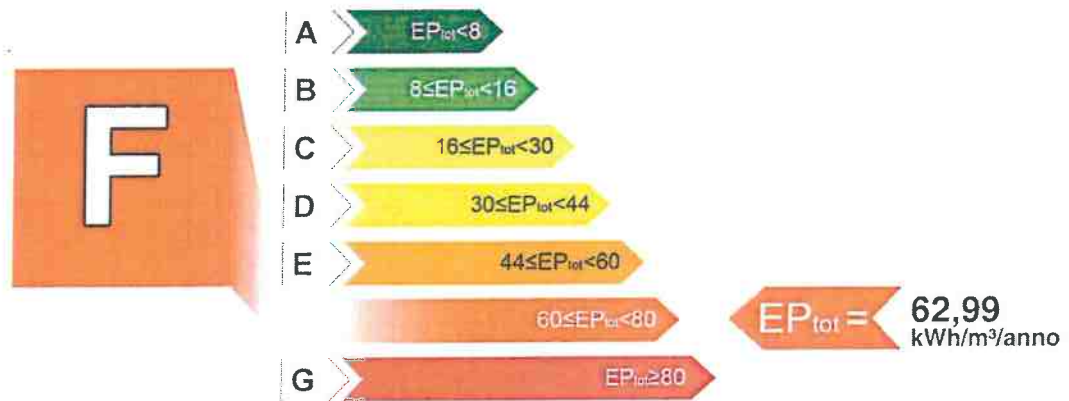 A EPtot<8
B 8≤EPtot<16
F
C 16≤EPtot<30
D 30≤EPtot<44
E 44≤EPtot<60
60≤EPtot<80
EPtot = 62,99
kWh/m³/anno
G EPtot≥80